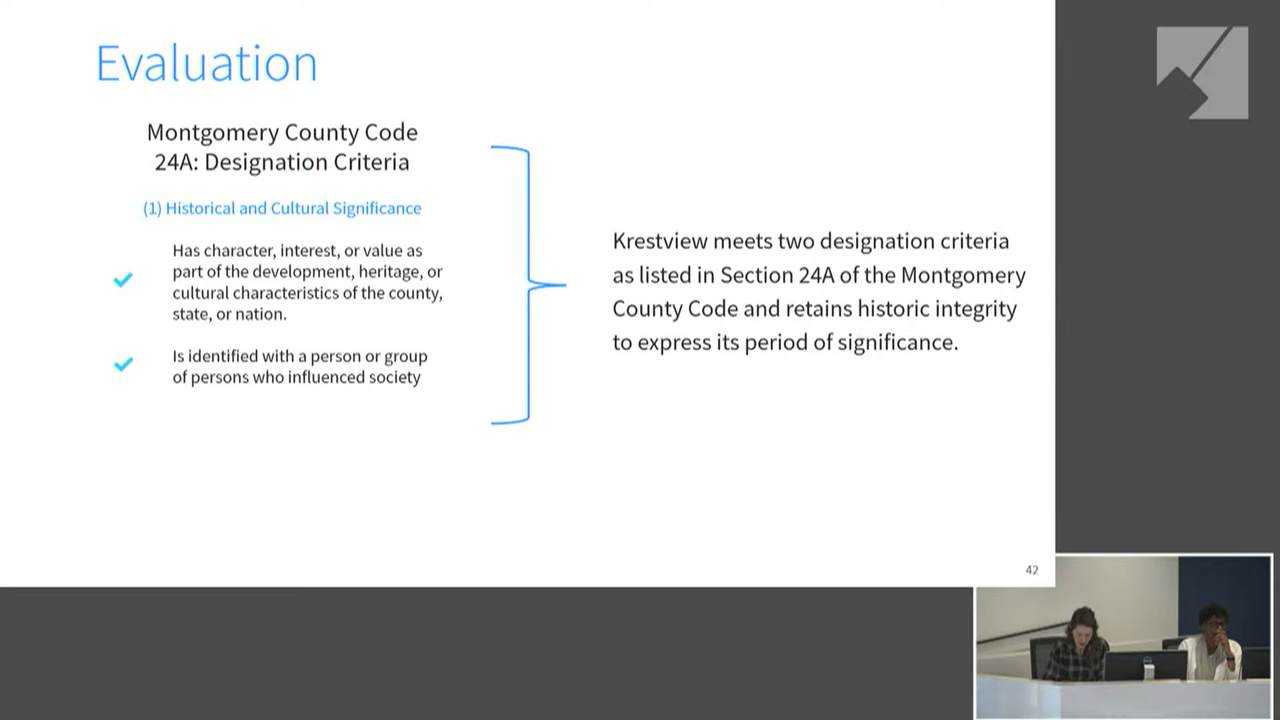 Evaluation
Montgomery County Code
24A: Designation Criteria
(1) Historical and Cultural Significance
Has character, interest, or value as
part of the development, heritage, or
cultural characteristics of the county,
state, or nation.
Is identified with a person or group
of persons who influenced society
Krestview meets two designation criteria
as listed in Section 24A of the Montgomery
County Code and retains historic integrity
to express its period of significance.
42